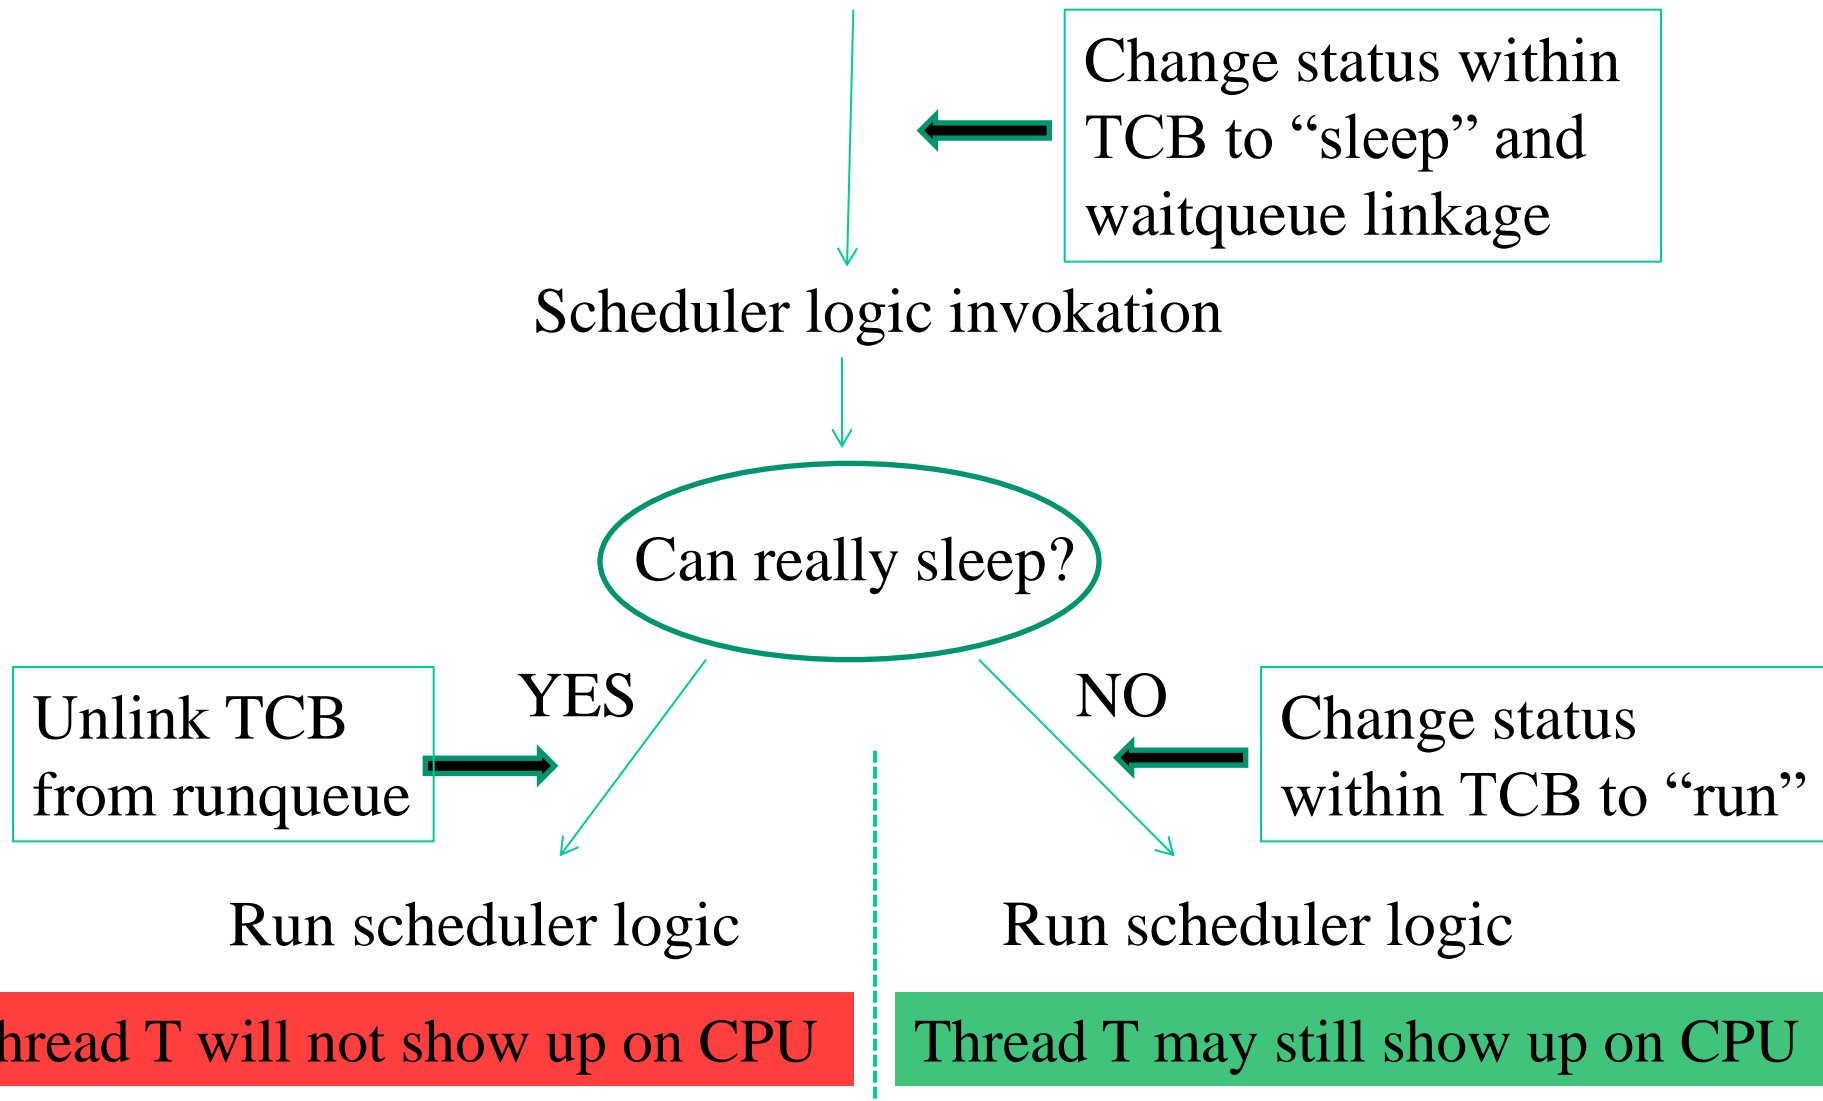 Change status within
TCB to “sleep” and
waitqueue linkage
Scheduler logic invokation
Can really sleep?
YES
NO
Unlink TCB
from runqueue
Change status
within TCB to “run”
Run scheduler logic
Run scheduler logic
hread T will not show up on CPU
Thread T may still show up on CPU